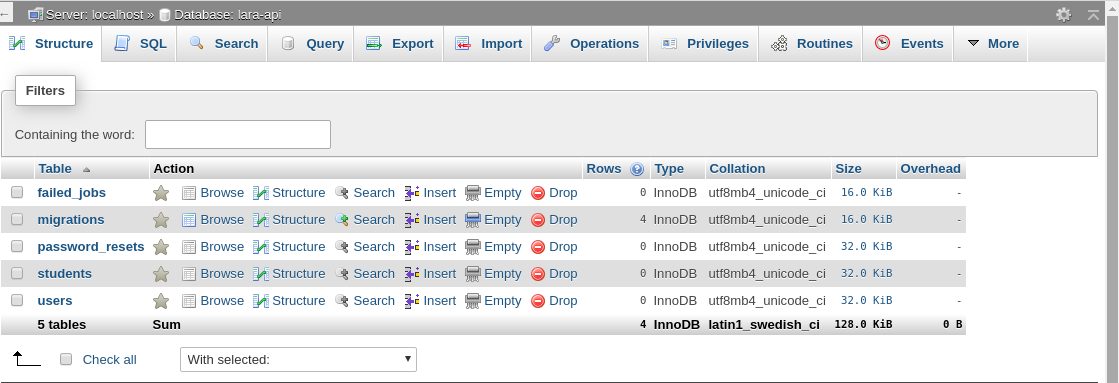 Server: localhost » Database: lara-api
Structure SQL Search Query Export Import Operations Privileges Routines Events More
Filters
Containing the word:
Table Action Rows Type Collation Size Overhead
failed_jobs Browse Structure Search Insert Empty Drop 0 InnoDB utf8mb4_unicode_ci 16.0 KiB -
migrations Browse Structure Search Insert Empty Drop 4 InnoDB utf8mb4_unicode_ci 16.0 KiB -
password_resets Browse Structure Search Insert Empty Drop 0 InnoDB utf8mb4_unicode_ci 32.0 KiB -
students Browse Structure Search Insert Empty Drop 0 InnoDB utf8mb4_unicode_ci 32.0 KiB -
users Browse Structure Search Insert Empty Drop 0 InnoDB utf8mb4_unicode_ci 32.0 KiB -
5 tables Sum 4 InnoDB latin1_swedish_ci 128.0 KiB 0 B
Check all With selected: